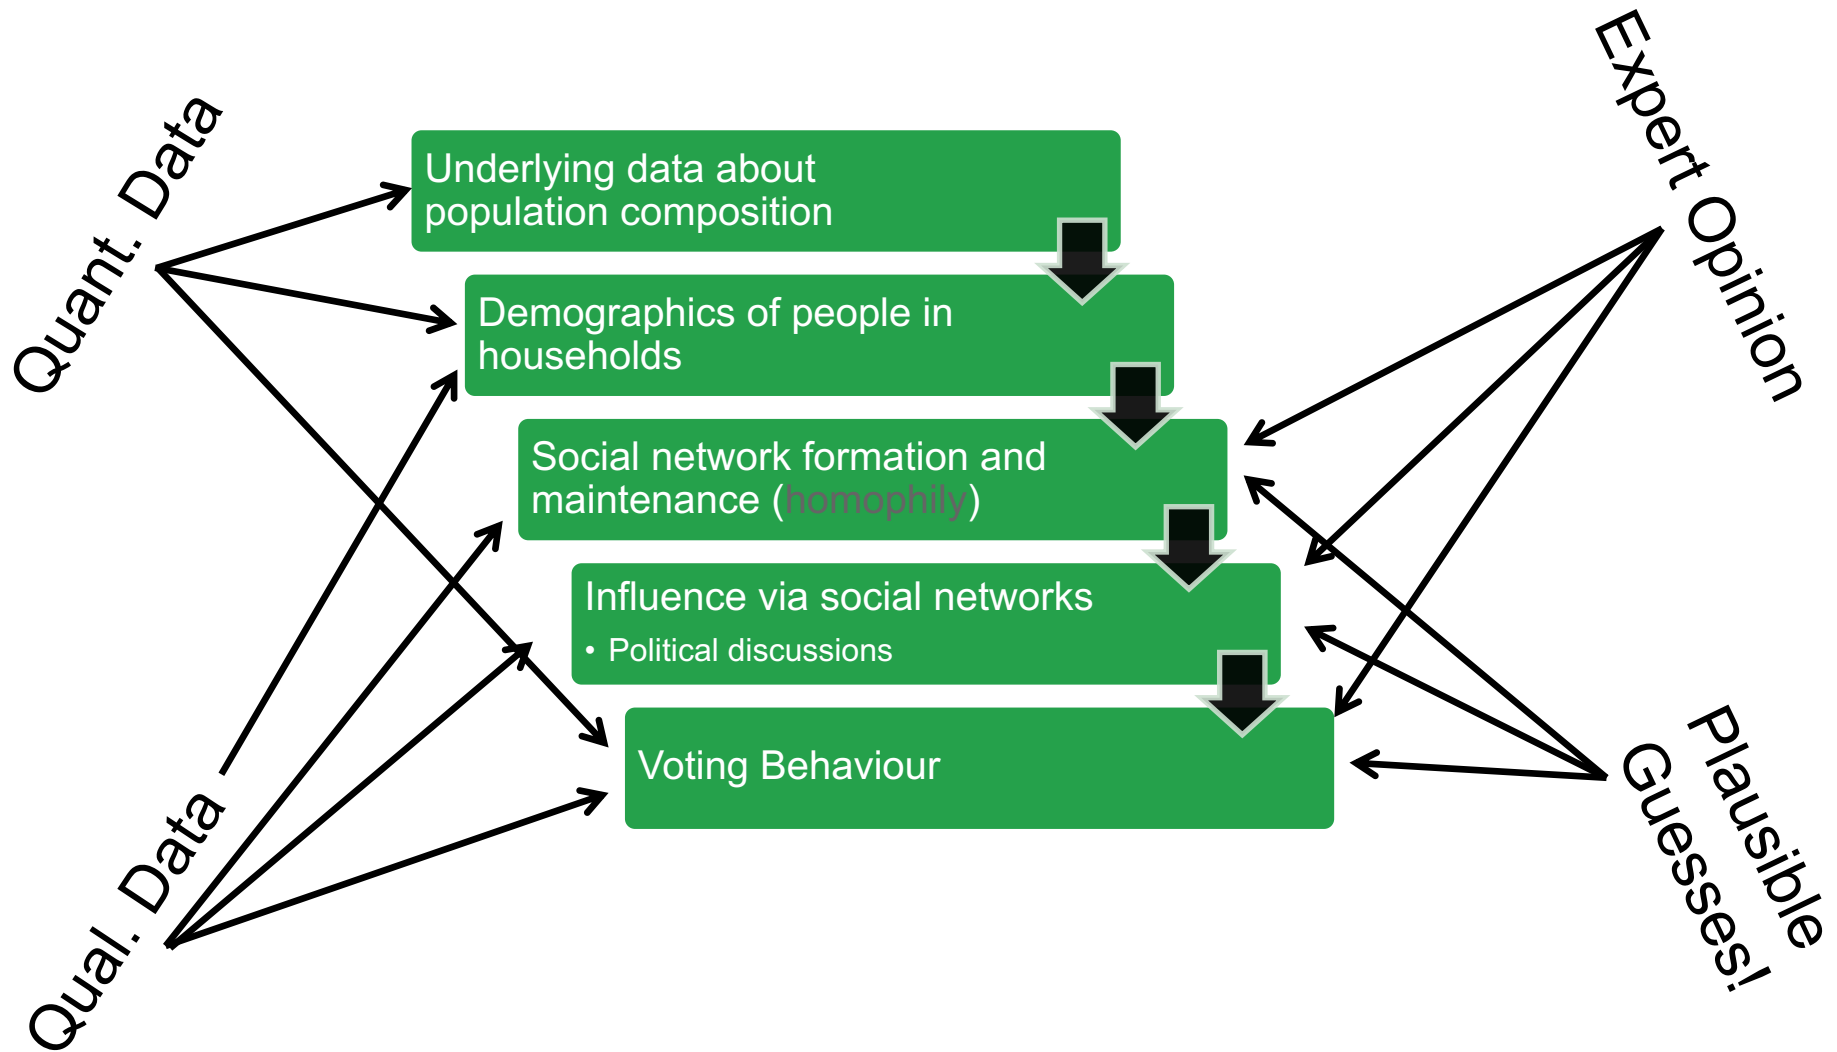 Quant. Data
Expert Opinion
Underlying data about
population composition
Demographics of people in
households
Social network formation and
maintenance (homophily)
Influence via social networks
• Political discussions
Voting Behaviour
Qual. Data
Plausible
Guesses!